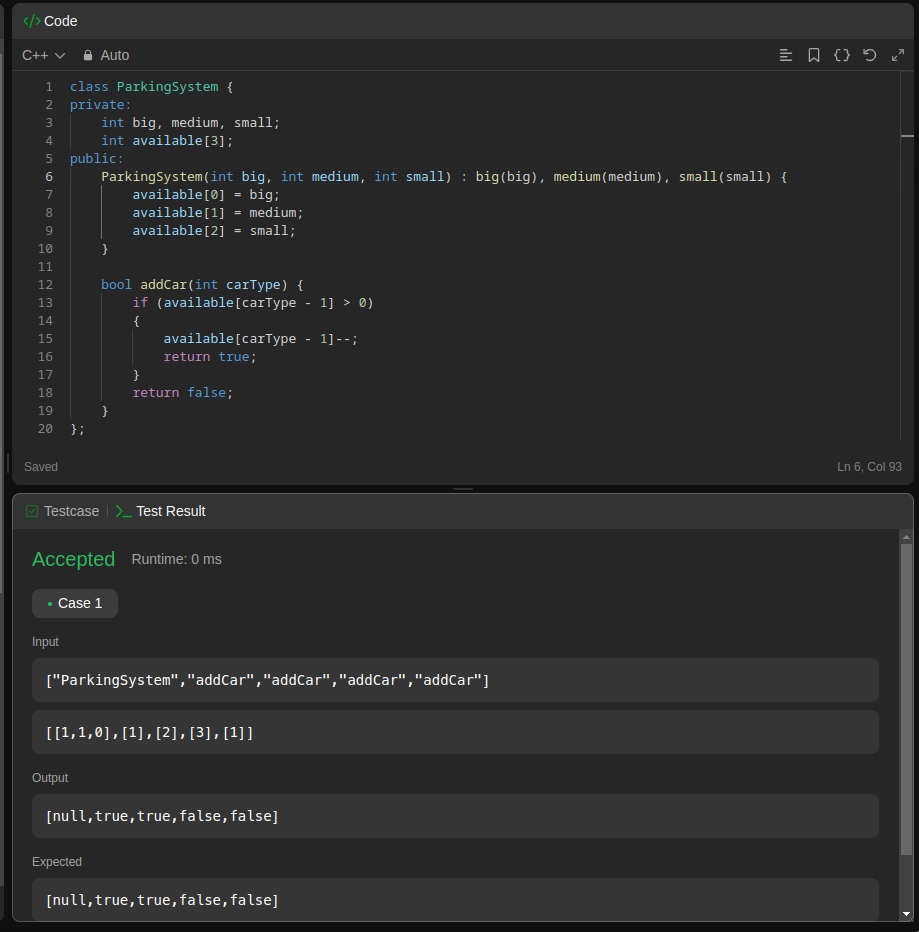 </> Code
C++ Auto
1 class ParkingSystem {
2 private:
3     int big, medium, small;
4     int available[3];
5 public:
6     ParkingSystem(int big, int medium, int small) : big(big), medium(medium), small(small) {
7         available[0] = big;
8         available[1] = medium;
9         available[2] = small;
10     }
11
12     bool addCar(int carType) {
13         if (available[carType - 1] > 0)
14         {
15             available[carType - 1]--;
16             return true;
17         }
18         return false;
19     }
20 };
Saved Ln 6, Col 93
Testcase | >_ Test Result
Accepted Runtime: 0 ms
• Case 1
Input
["ParkingSystem","addCar","addCar","addCar","addCar"]
[[1,1,0],[1],[2],[3],[1]]
Output
[null,true,true,false,false]
Expected
[null,true,true,false,false]